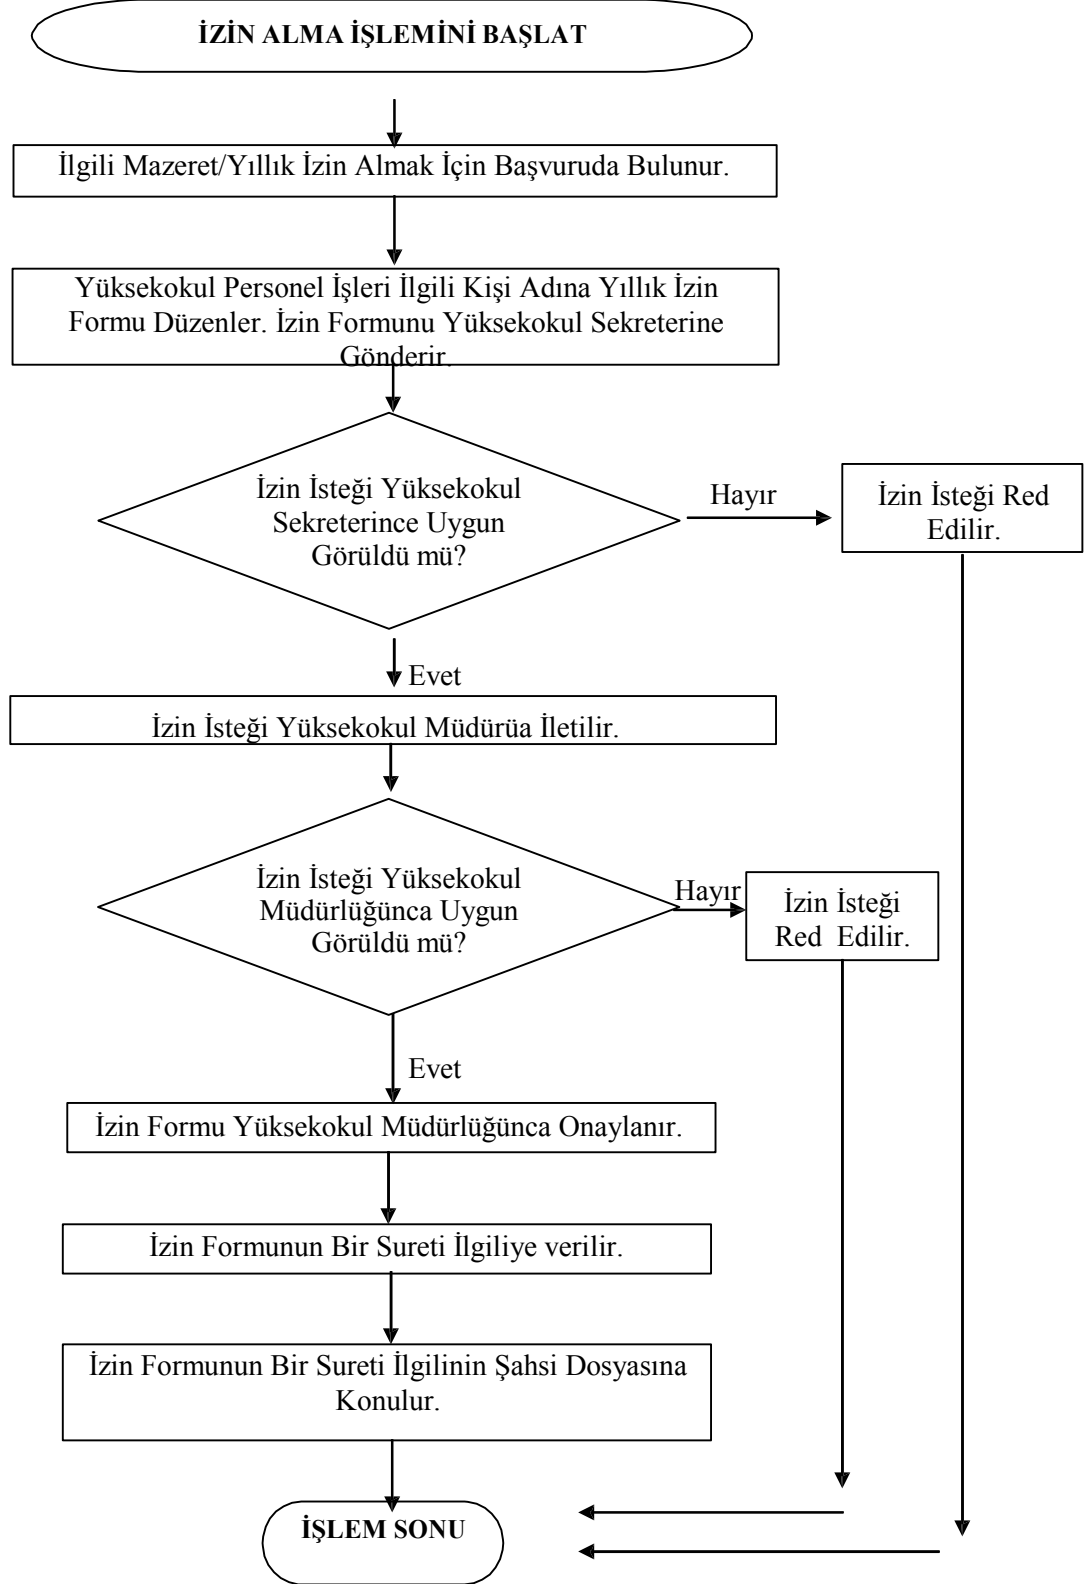 İZİN ALMA İŞLEMİNİ BAŞLAT
İlgili Mazeret/Yıllık İzin Almak İçin Başvuruda Bulunur.
Yüksekokul Personel İşleri İlgili Kişi Adına Yıllık İzin
Formu Düzenler. İzin Formunu Yüksekokul Sekreterine
Gönderir.
İzin İsteği Yüksekokul
Sekreterince Uygun
Görüldü mü?
Hayır
İzin İsteği Red
Edilir.
Evet
İzin İsteği Yüksekokul Müdürüa İletilir.
İzin İsteği Yüksekokul
Müdürlüğünca Uygun
Görüldü mü?
Hayır
İzin İsteği
Red Edilir.
Evet
İzin Formu Yüksekokul Müdürlüğünca Onaylanır.
İzin Formunun Bir Sureti İlgiliye verilir.
İzin Formunun Bir Sureti İlgilinin Şahsi Dosyasına
Konulur.
İŞLEM SONU